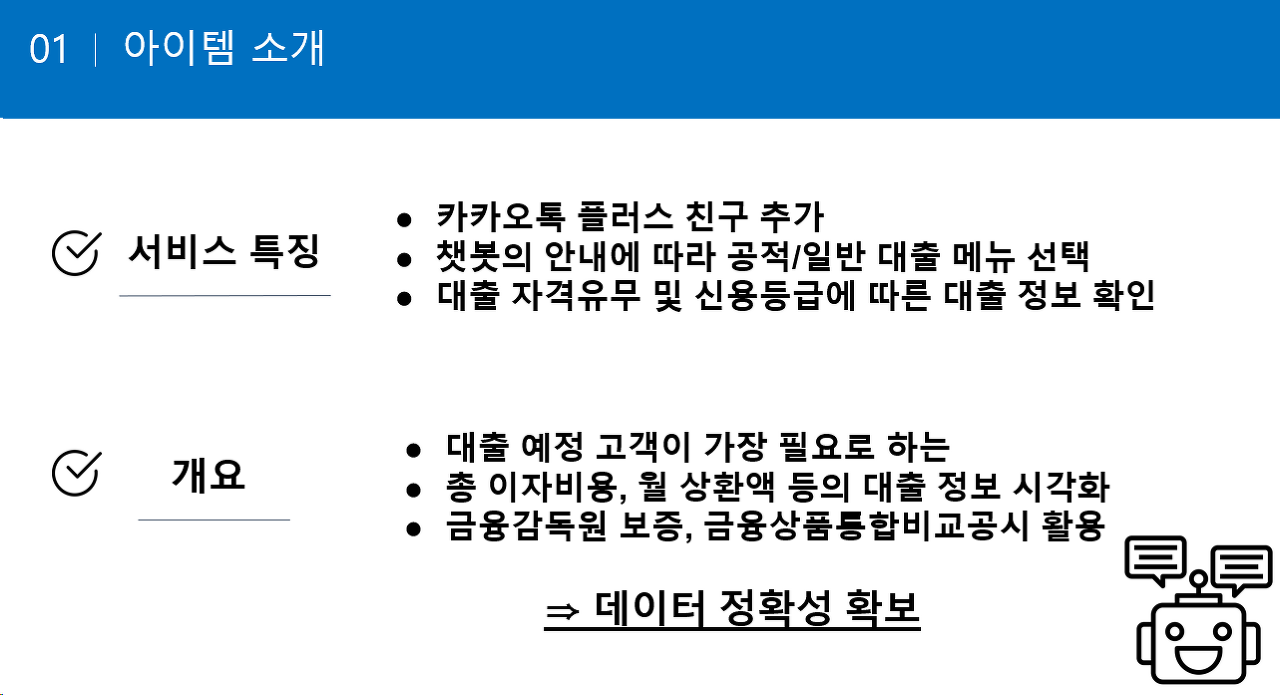 01 | 아이템 소개
서비스 특징
● 카카오톡 플러스 친구 추가
● 챗봇의 안내에 따라 공적/일반 대출 메뉴 선택
● 대출 자격유무 및 신용등급에 따른 대출 정보 확인
개요
● 대출 예정 고객이 가장 필요로 하는
● 총 이자비용, 월 상환액 등의 대출 정보 시각화
● 금융감독원 보증, 금융상품통합비교공시 활용
⇒ 데이터 정확성 확보